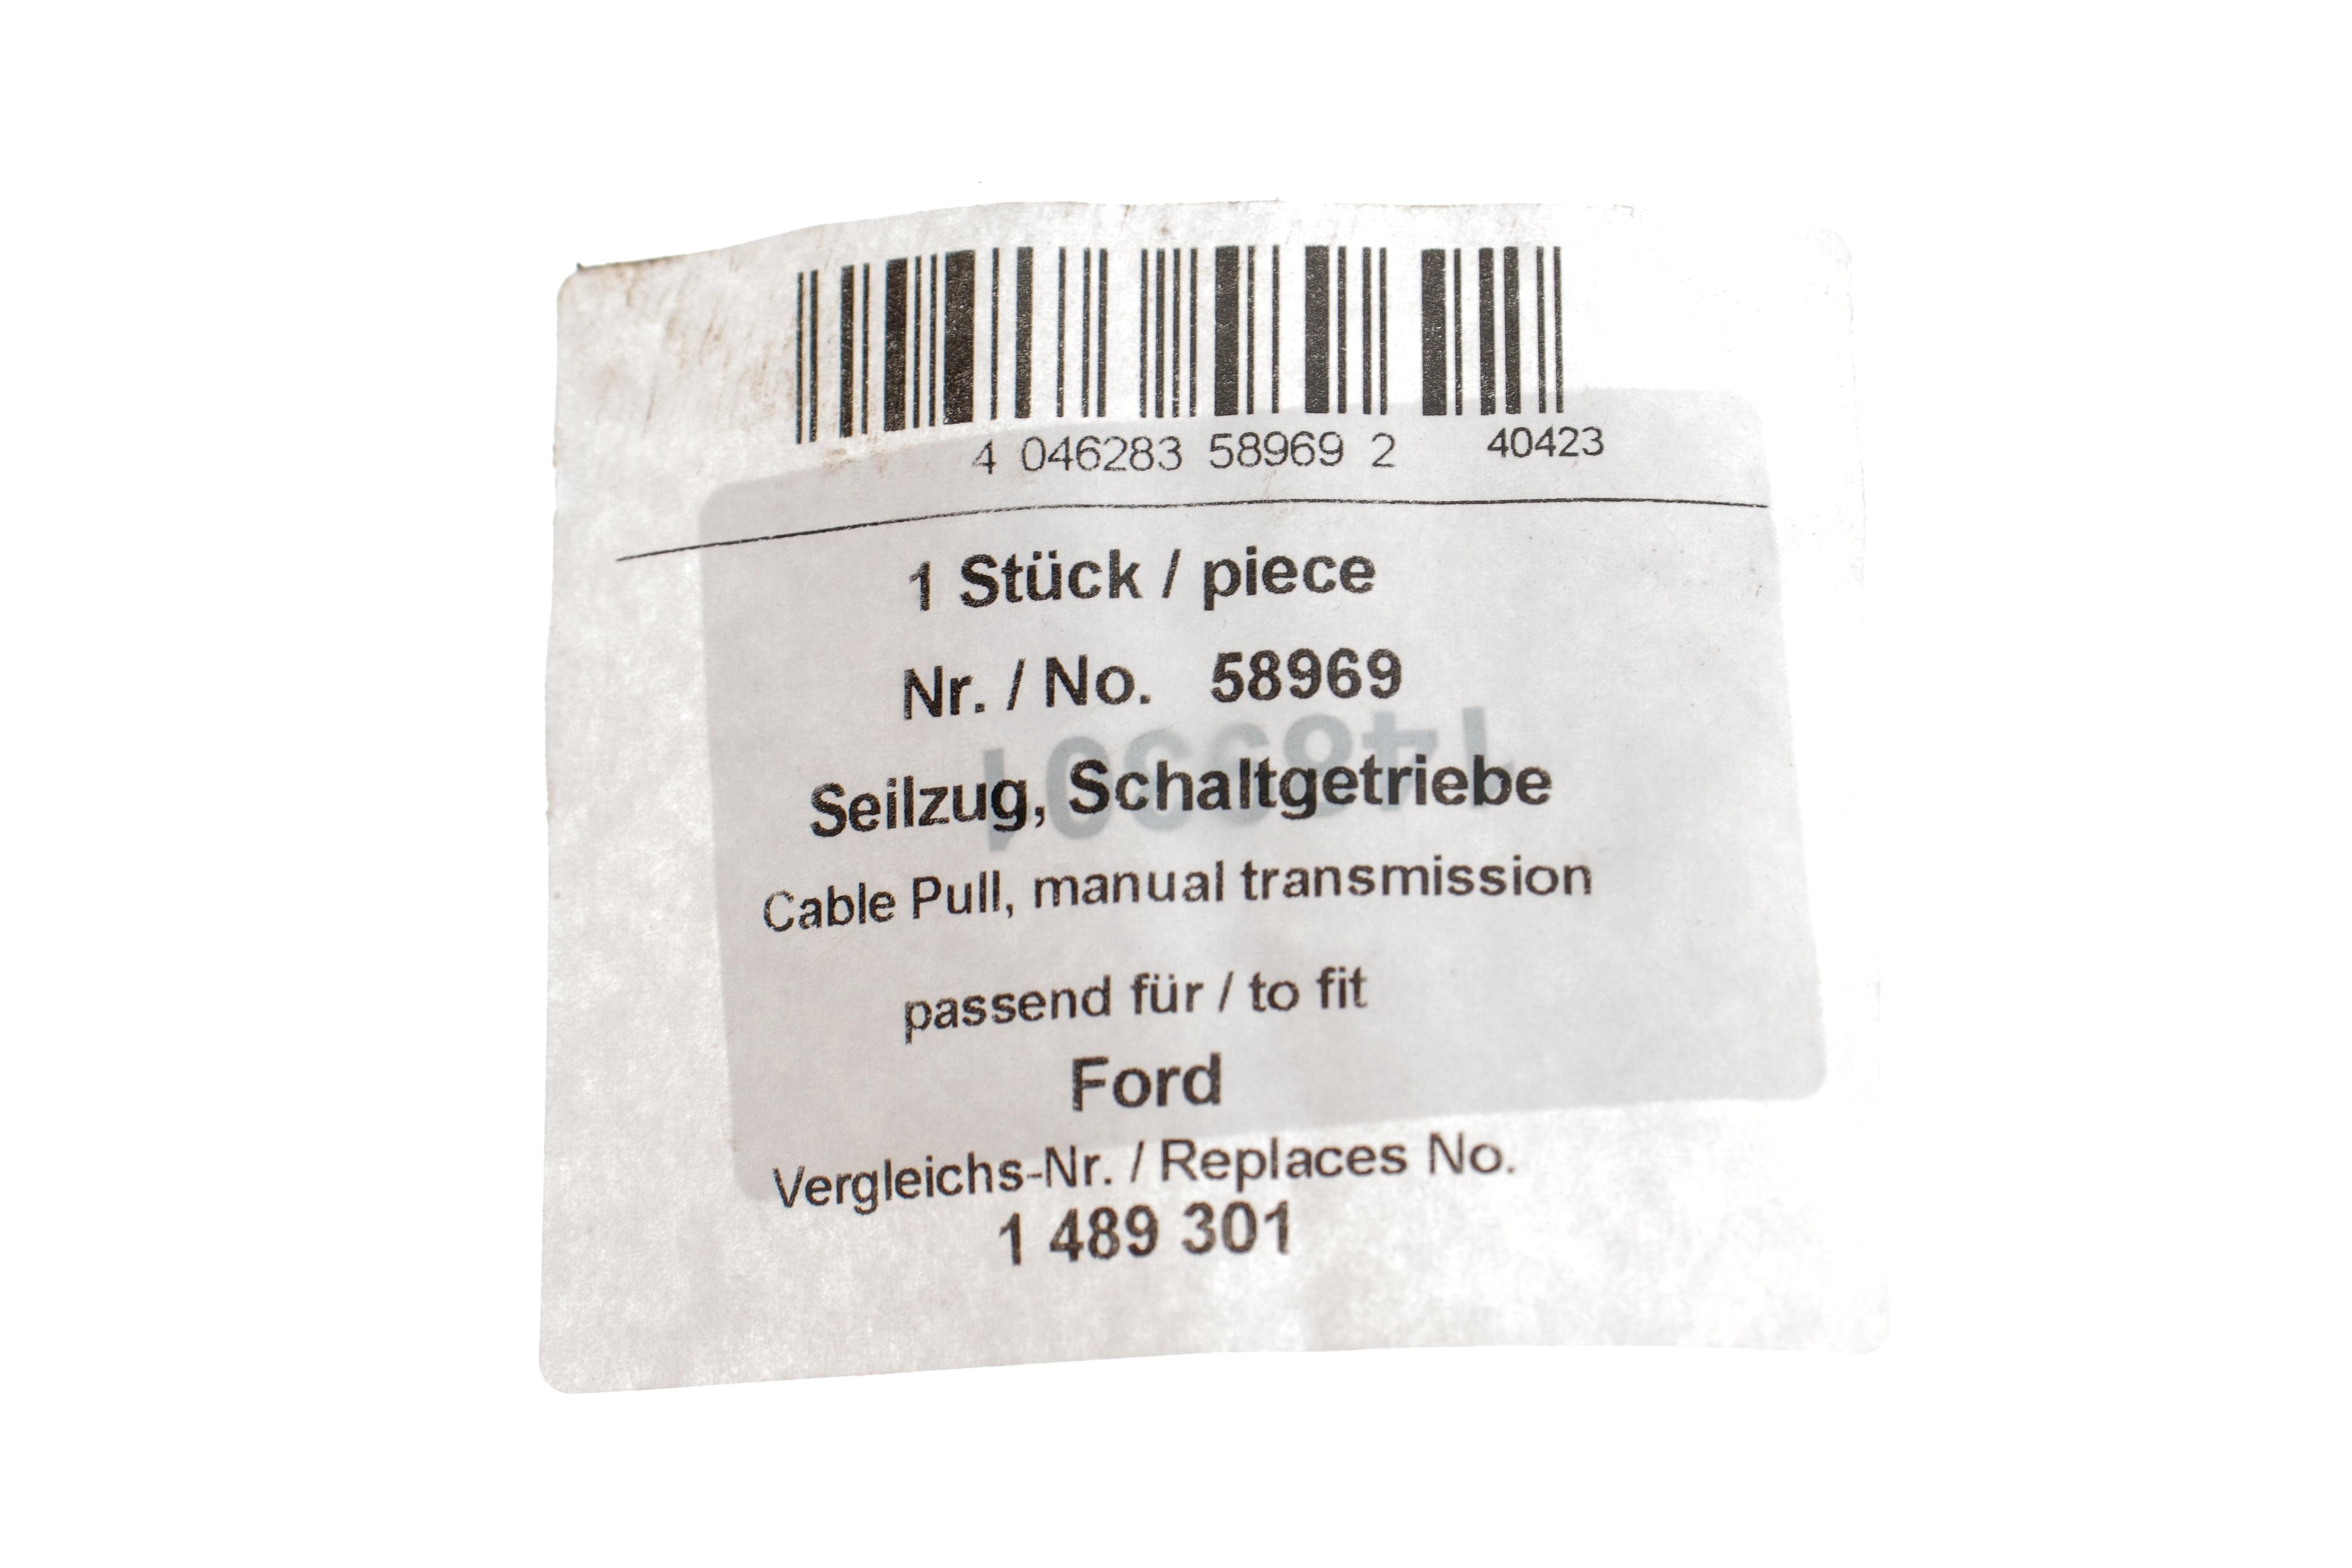 4 046283 58969 2 40423
1 Stück / piece
Nr. / No. 58969
Seilzug, Schaltgetriebe
Cable Pull, manual transmission
passend für / to fit
Ford
Vergleichs-Nr. / Replaces No.
1 489 301